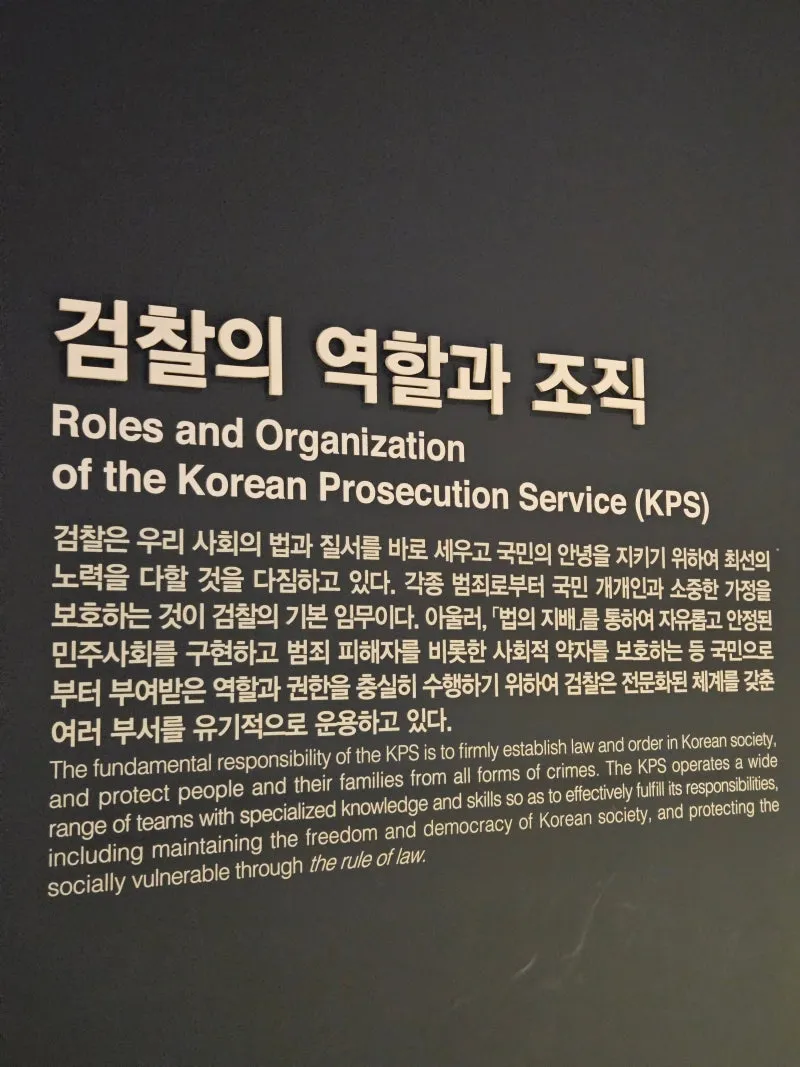 검찰의 역할과 조직
Roles and Organization
of the Korean Prosecution Service (KPS)
검찰은 우리 사회의 법과 질서를 바로 세우고 국민의 안녕을 지키기 위하여 최선의
노력을 다할 것을 다짐하고 있다. 각종 범죄로부터 국민 개개인과 소중한 가정을
보호하는 것이 검찰의 기본 임무이다. 아울러, 「법의 지배」를 통하여 자유롭고 안정된
민주사회를 구현하고 범죄 피해자를 비롯한 사회적 약자를 보호하는 등 국민으로
부터 부여받은 역할과 권한을 충실히 수행하기 위하여 검찰은 전문화된 체계를 갖춘
여러 부서를 유기적으로 운용하고 있다.
The fundamental responsibility of the KPS is to firmly establish law and order in Korean society,
and protect people and their families from all forms of crimes. The KPS operates a wide
range of teams with specialized knowledge and skills so as to effectively fulfill its responsibilities,
including maintaining the freedom and democracy of Korean society, and protecting the
socially vulnerable through the rule of law.